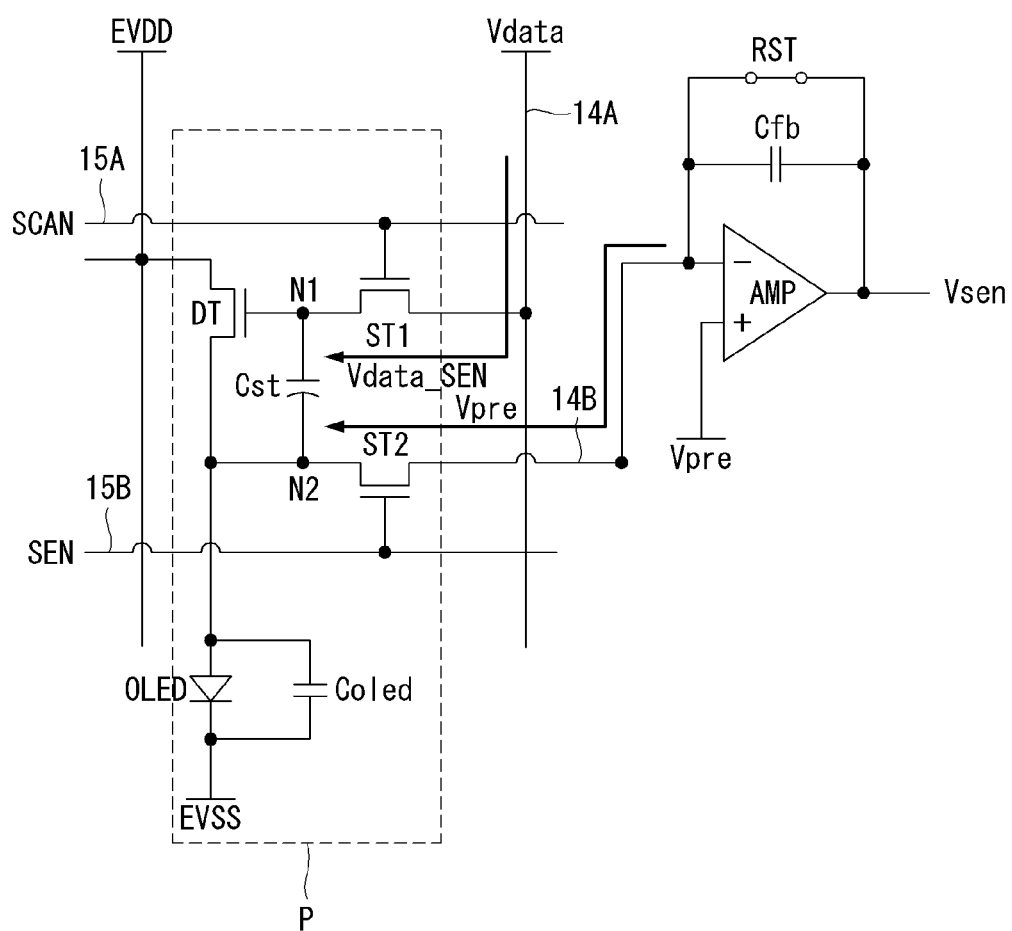 EVDD
Vdata
RST
14A
Cfb
15A
SCAN
N1
DT
AMP
−
+
Vsen
ST1
Vdata_SEN
Cst
Vpre
14B
ST2
Vpre
N2
15B
SEN
OLED
Coled
EVSS
P